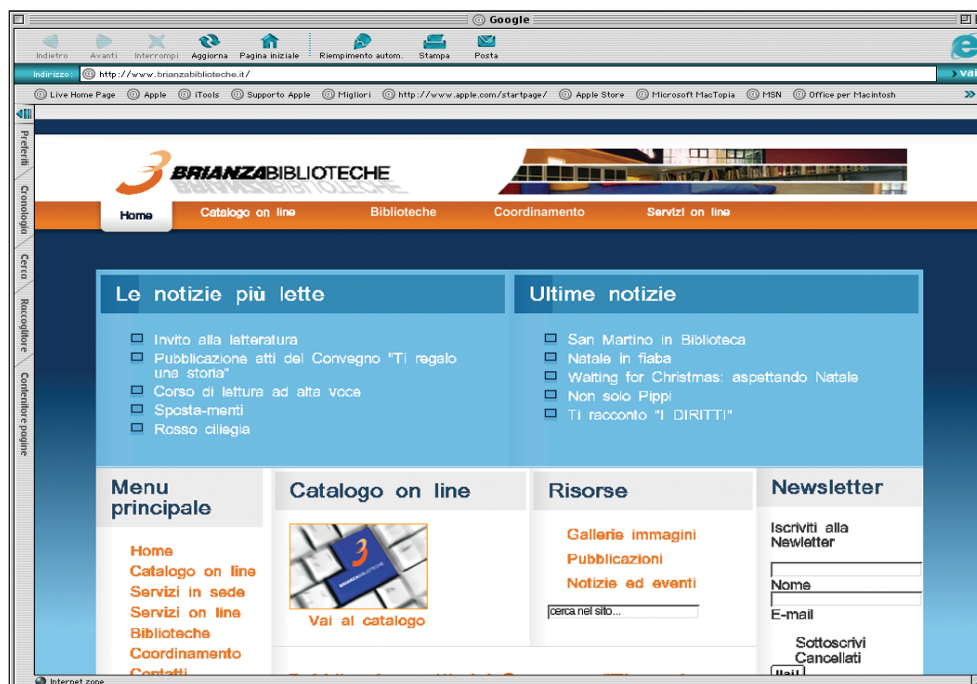 Google
Indietro Avanti Interrompi Aggiorna Pagina iniziale Riempimento autom. Stampa Posta
Indirizzo: http://www.brianzabiblioteche.it/ vai
Live Home Page Apple iTools Supporto Apple Migliori http://www.apple.com/startpage/ Apple Store Microsoft MacTopia MSN Office per Macintosh
Preferiti
Cronologia
Cerca
Raccoglitore
Contenitore pagine
3 BRIANZABIBLIOTECHE
Home Catalogo on line Biblioteche Coordinamento Servizi on line
Le notizie più lette
Invito alla letteratura
Pubblicazione atti del Convegno "Ti regalo
una storia"
Corso di lettura ad alta voce
Sposta-menti
Rosso ciliegia
Ultime notizie
San Martino in Biblioteca
Natale in fiaba
Waiting for Christmas: aspettando Natale
Non solo Pippi
Ti racconto "I DIRITTI"
Menu
principale
Home
Catalogo on line
Servizi in sede
Servizi on line
Biblioteche
Coordinamento
Contatti
Catalogo on line
3
BRIANZABIBLIOTECHE
Vai al catalogo
Risorse
Gallerie immagini
Pubblicazioni
Notizie ed eventi
cerca nel sito...
Newsletter
Iscriviti alla
Newletter
Nome
E-mail
Sottoscrivi
Cancellati
Vai!
Internet zone